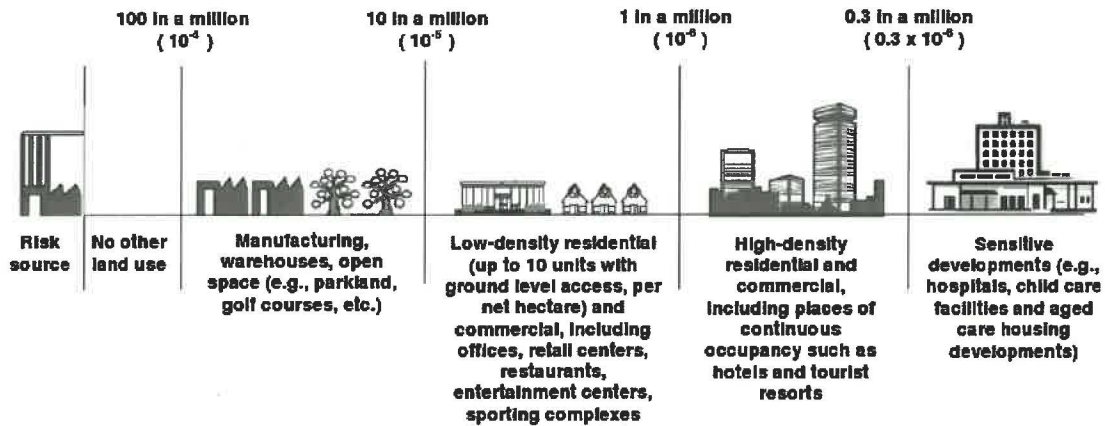 100 in a million
( 10⁻⁴ )
10 in a million
( 10⁻⁵ )
1 in a million
( 10⁻⁶ )
0.3 in a million
( 0.3 x 10⁻⁶ )
Risk
source
No other
land use
Manufacturing,
warehouses, open
space (e.g., parkland,
golf courses, etc.)
Low-density residential
(up to 10 units with
ground level access, per
net hectare) and
commercial, including
offices, retail centers,
restaurants,
entertainment centers,
sporting complexes
High-density
residential and
commercial,
including places of
continuous
occupancy such as
hotels and tourist
resorts
Sensitive
developments (e.g.,
hospitals, child care
facilities and aged
care housing
developments)